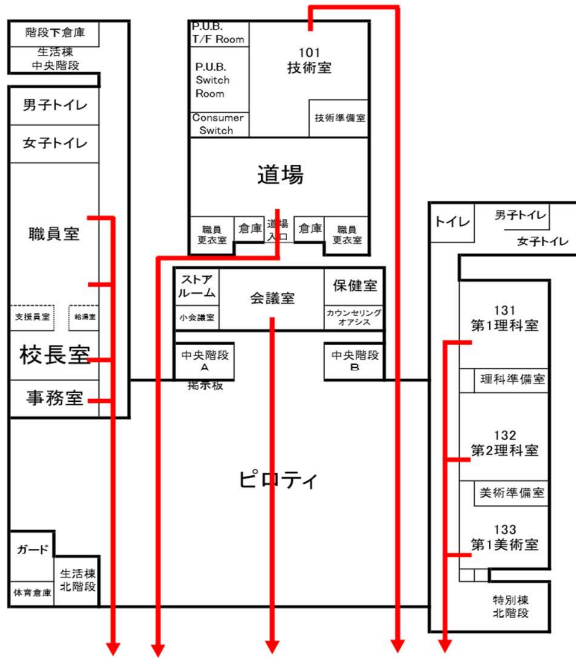 階段下倉庫
生活棟
中央階段
男子トイレ
女子トイレ
職員室
支援員室
給湯室
校長室
事務室
ガード
体育倉庫
生活棟
北階段
P.U.B.
T/F Room
P.U.B.
Switch
Room
Consumer
Switch
101
技術室
技術準備室
道場
職員
更衣室
倉庫
道場
入口
倉庫
職員
更衣室
ストア
ルーム
小会議室
会議室
保健室
カウンセリング
オアシス
中央階段
A
掲示板
中央階段
B
ピロティ
トイレ
男子トイレ
女子トイレ
131
第1理科室
理科準備室
132
第2理科室
美術準備室
133
第1美術室
特別棟
北階段